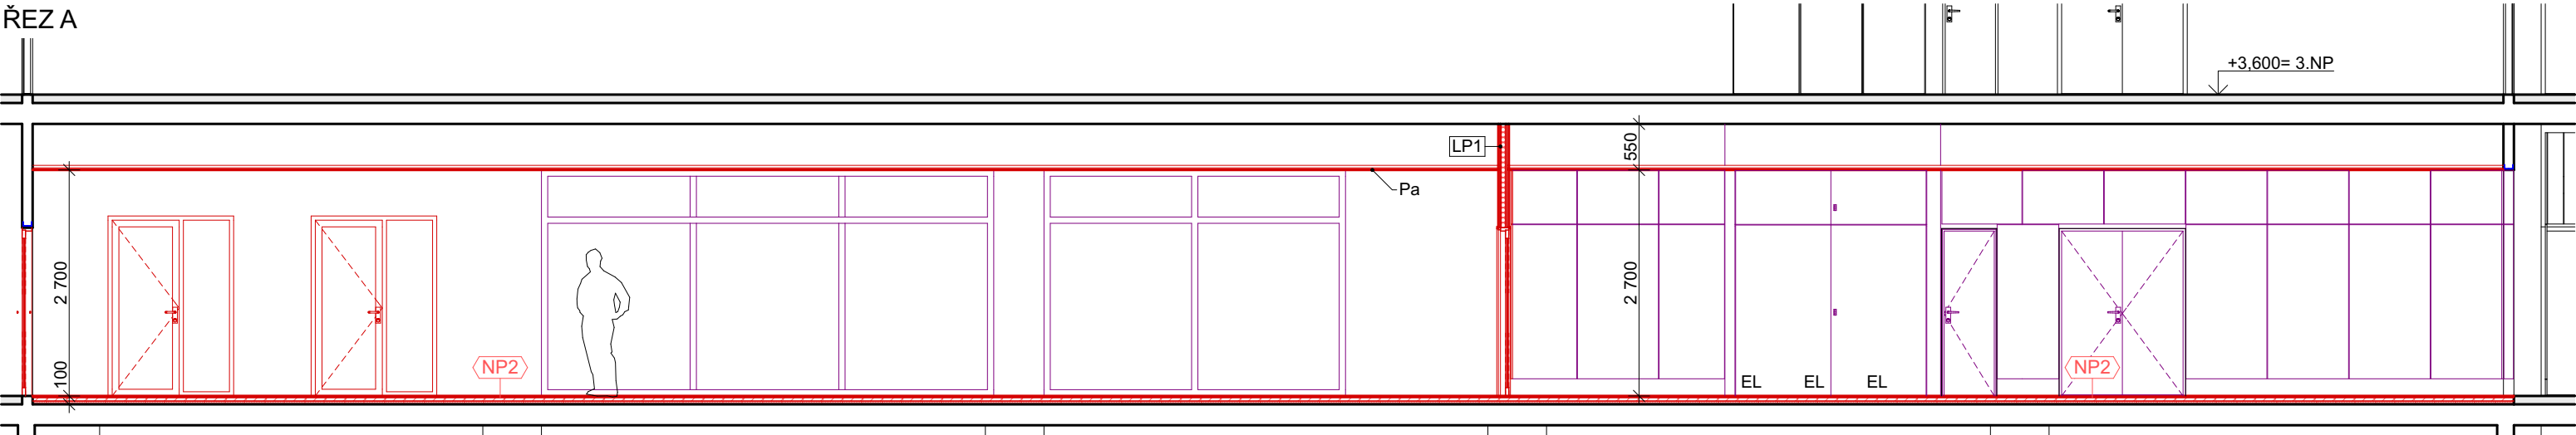 ŘEZ A
+3,600= 3.NP
LP1
550
Pa
2 700
2 700
100
NP2
EL EL EL
NP2